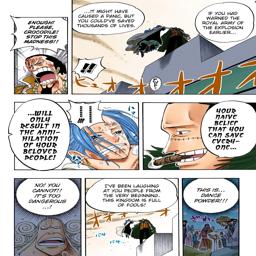 IF YOU HAD
WARNED THE
ROYAL ARMY OF
THE EXPLOSION
EARLIER...
...IT MIGHT HAVE
CAUSED A PANIC, BUT
YOU COULD'VE SAVED
THOUSANDS OF LIVES.
ENOUGH!
PLEASE,
CROCODILE!
STOP THIS
MADNESS!!
YOUR NAIVE
BELIEF THAT
YOU CAN
SAVE
EVERY-
ONE...
...WILL
ONLY
RESULT IN
THE ANNI-
HILATION OF
YOUR
BELOVED
PEOPLE!
THIS IS...
DANCE
POWDER!!!
I'VE BEEN LAUGHING
AT YOU PEOPLE FROM
THE VERY BEGINNING.
THIS KINGDOM IS
FULL OF FOOLS!
NO! YOU
CANNOT!!
IT'S TOO
DANGEROUS
...!